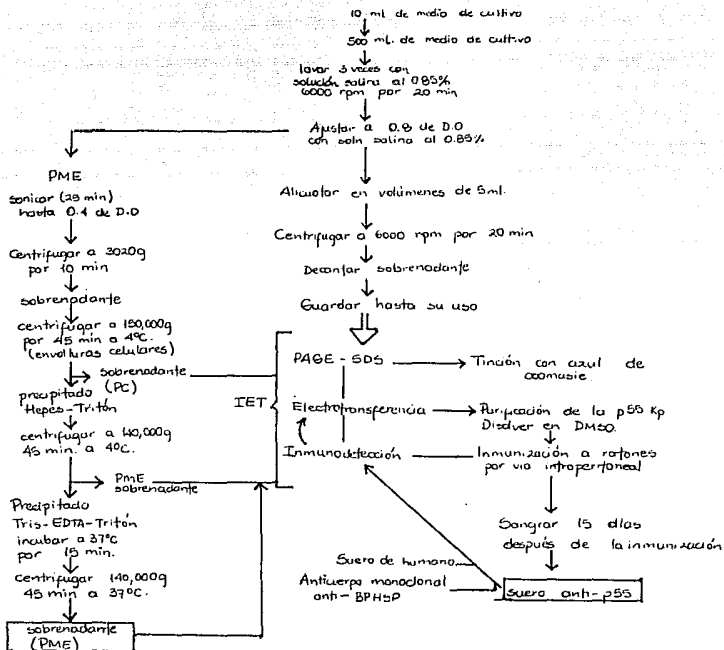 10 ml de medio de cultivo
500 ml. de medio de cultivo
lavar 3 veces con
solución salina al 0.85%
6000 rpm por 20 min
Ajustar a 0.8 de D.O
con soln salina al 0.85%
Alicuotar en volúmenes de 5ml.
Centrifugar a 6000 rpm por 20 min
Decantar sobrenadante
Guardar hasta su uso
PME
sonicar (25 min)
hasta 0.4 de D.O
Centrifugar a 3020g
por 10 min
sobrenadante
centrifugar a 150,000g
por 45 min a 4ºC.
(envolturas celulares)
sobrenadante
(PC)
precipitado
Hepes-Tritón
centrifugar a 140,000g
45 min. a 4ºC.
PME
sobrenadante
Precipitado
Tris-EDTA-Tritón
incubar a 37ºC
por 15 min.
Centrifugar 140,000g
45 min a 37ºC.
sobrenadante
(PME)
IET
PAGE - SDS
Tinción con azul de
coomasie.
Electrotransferencia
Purificación de la p55 Kp
Disolver en DMSO.
Inmunodetección
Inmunización a ratones
por via intraperitoneal
Sangrar 15 días
después de la inmunización
suero anti-p55
Suero de humano
Anticuerpo monoclonal
anti-BPHSP